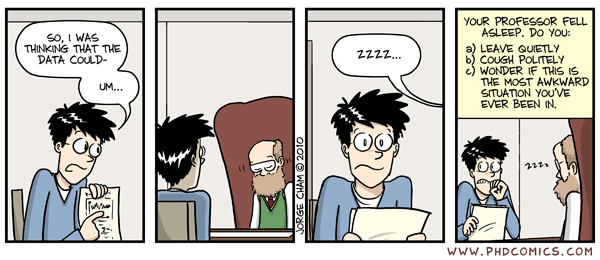 SO, I WAS
THINKING THAT THE
DATA COULD-
UM...
JORGE CHAM © 2010
ZZZZ...
YOUR PROFESSOR FELL
ASLEEP. DO YOU:
a) LEAVE QUIETLY
b) COUGH POLITELY
c) WONDER IF THIS IS
THE MOST AWKWARD
SITUATION YOU'VE
EVER BEEN IN.
ZZZZ
WWW.PHDCOMICS.COM